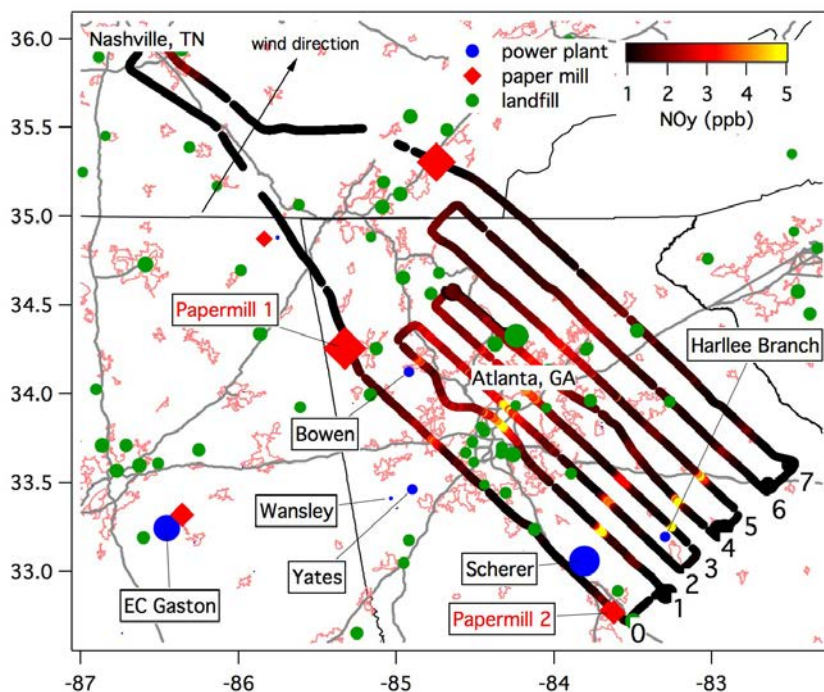 36.0
35.5
35.0
34.5
34.0
33.5
33.0
Nashville, TN
wind direction
power plant
paper mill
landfill
1 2 3 4 5
NOy (ppb)
Papermill 1
Harllee Branch
Atlanta, GA
Bowen
Wansley
Yates
EC Gaston
Scherer
Papermill 2
7
6
5
4
3
2
1
0
-87 -86 -85 -84 -83